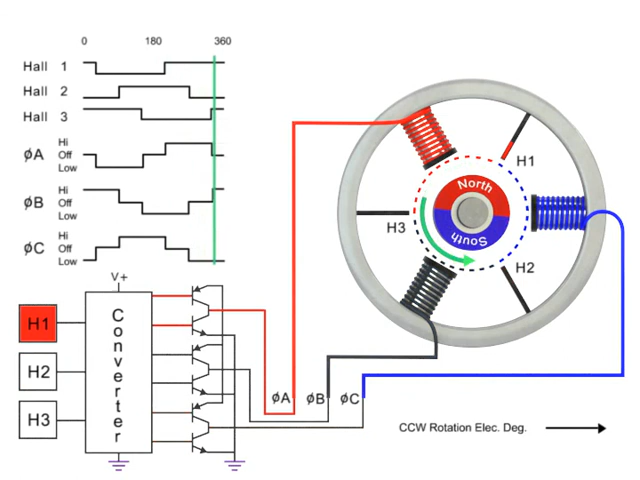 0 180 360
Hall 1
Hall 2
Hall 3
ϕA Hi Off Low
ϕB Hi Off Low
ϕC Hi Off Low
V+
H1
H2
H3
Converter
ϕA ϕB ϕC
North
South
H1
H3
H2
CCW Rotation Elec. Deg.